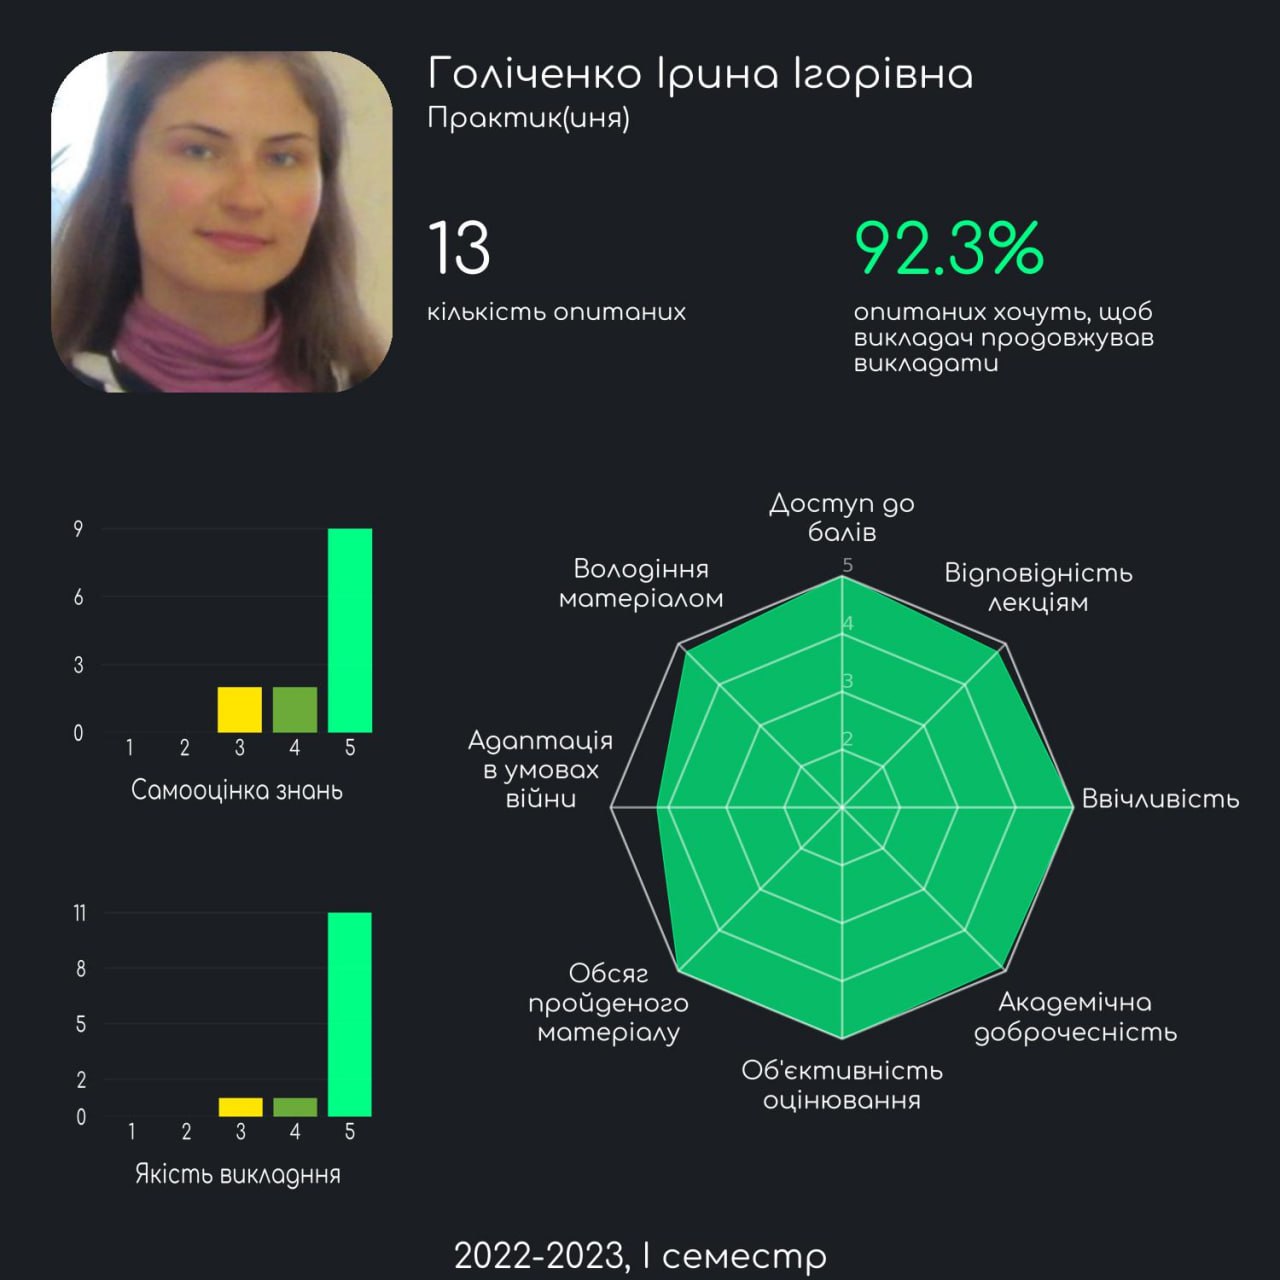 Голіченко Ірина Ігорівна
Практик(иня)
13
кількість опитаних
92.3%
опитаних хочуть, щоб
викладач продовжував
викладати
9
6
3
0
1 2 3 4 5
Самооцінка знань
11
8
5
2
0
1 2 3 4 5
Якість викладння
Доступ до
балів
Відповідність
лекціям
Ввічливість
Академічна
доброчесність
Об'єктивність
оцінювання
Обсяг
пройденого
матеріалу
Адаптація
в умовах
війни
Володіння
матеріалом
5
4
3
2
2022-2023, I семестр